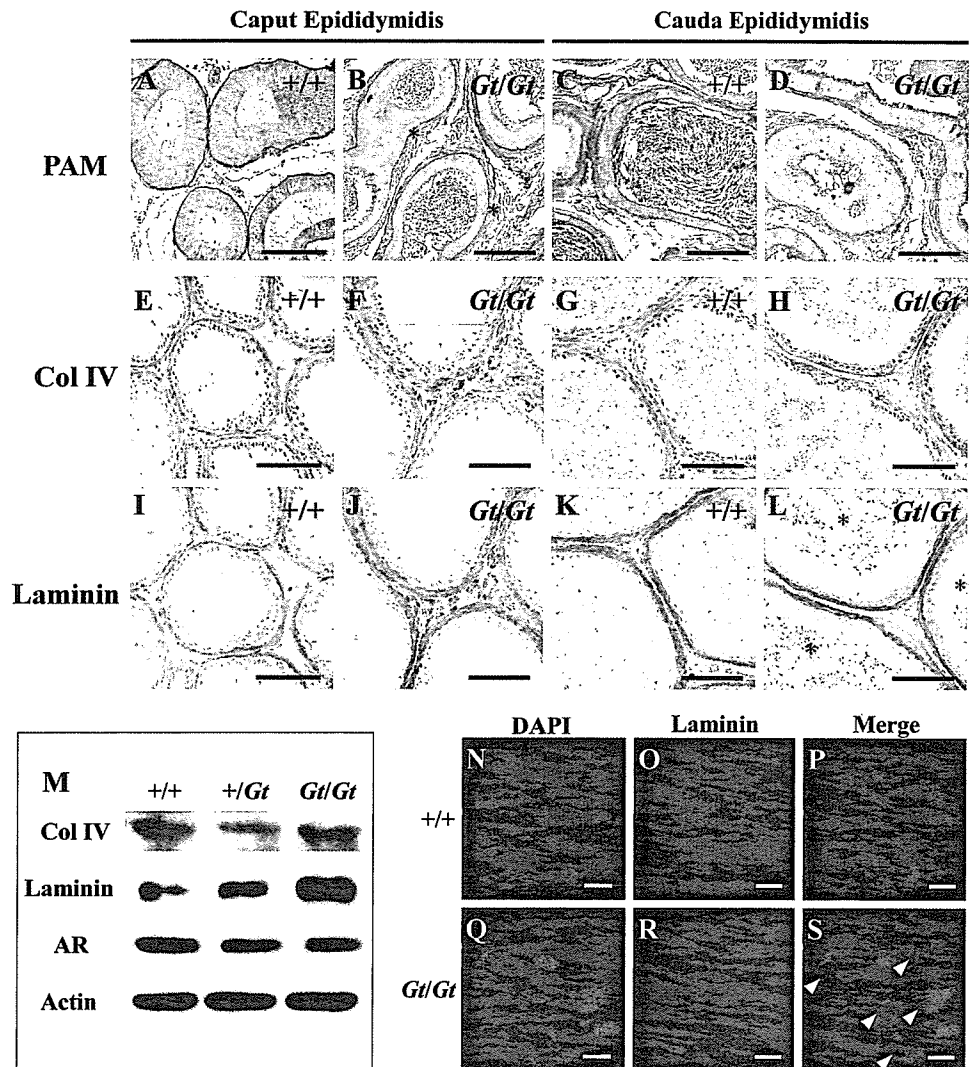 Caput Epididymidis Cauda Epididymidis
PAM
A +/+ B Gt/Gt C +/+ D Gt/Gt
*
*
Col IV
E +/+ F Gt/Gt G +/+ H Gt/Gt
Laminin
I +/+ J Gt/Gt K +/+ L Gt/Gt
*
*
*
M +/+ +/Gt Gt/Gt
Col IV
Laminin
AR
Actin
DAPI Laminin Merge
+/+ N O P
Gt/Gt Q R S